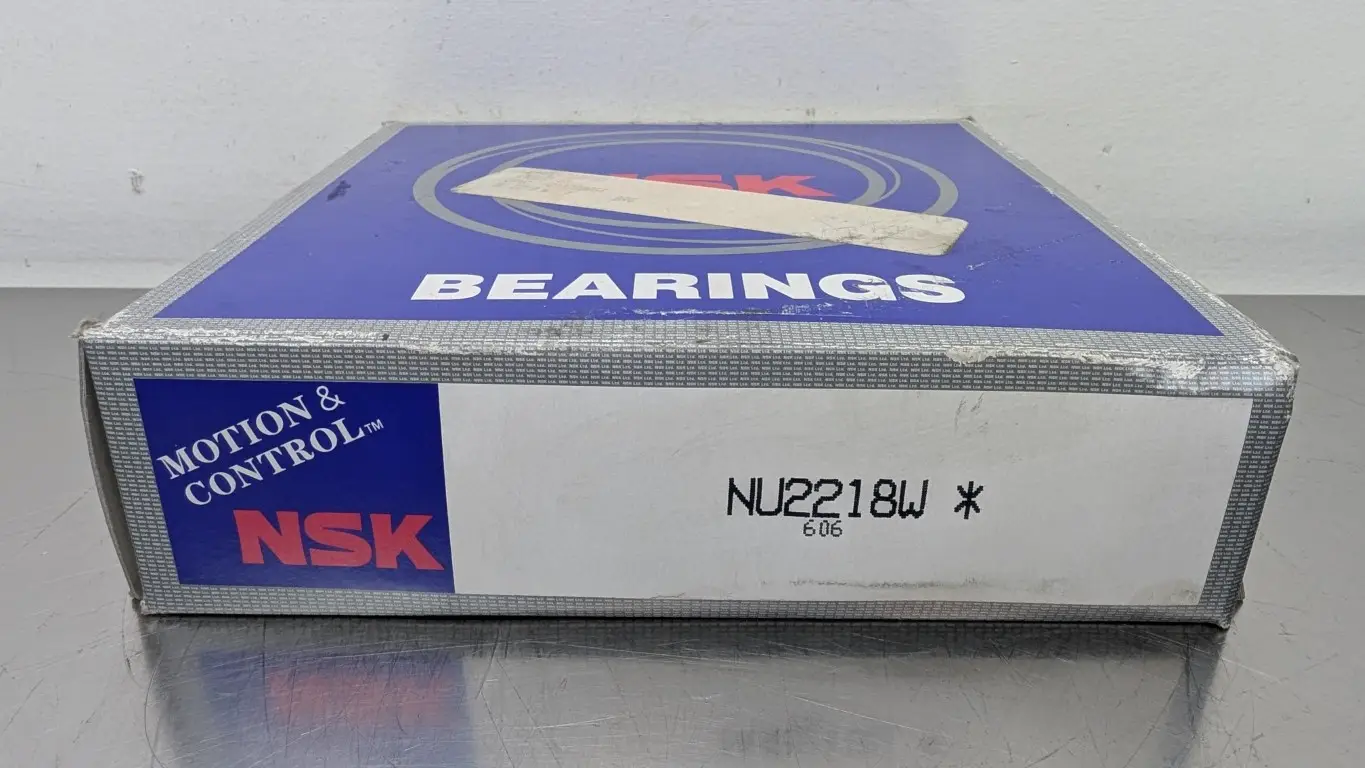 NSK
BEARINGS
MOTION &
CONTROL™
NSK
NU2218W *
606